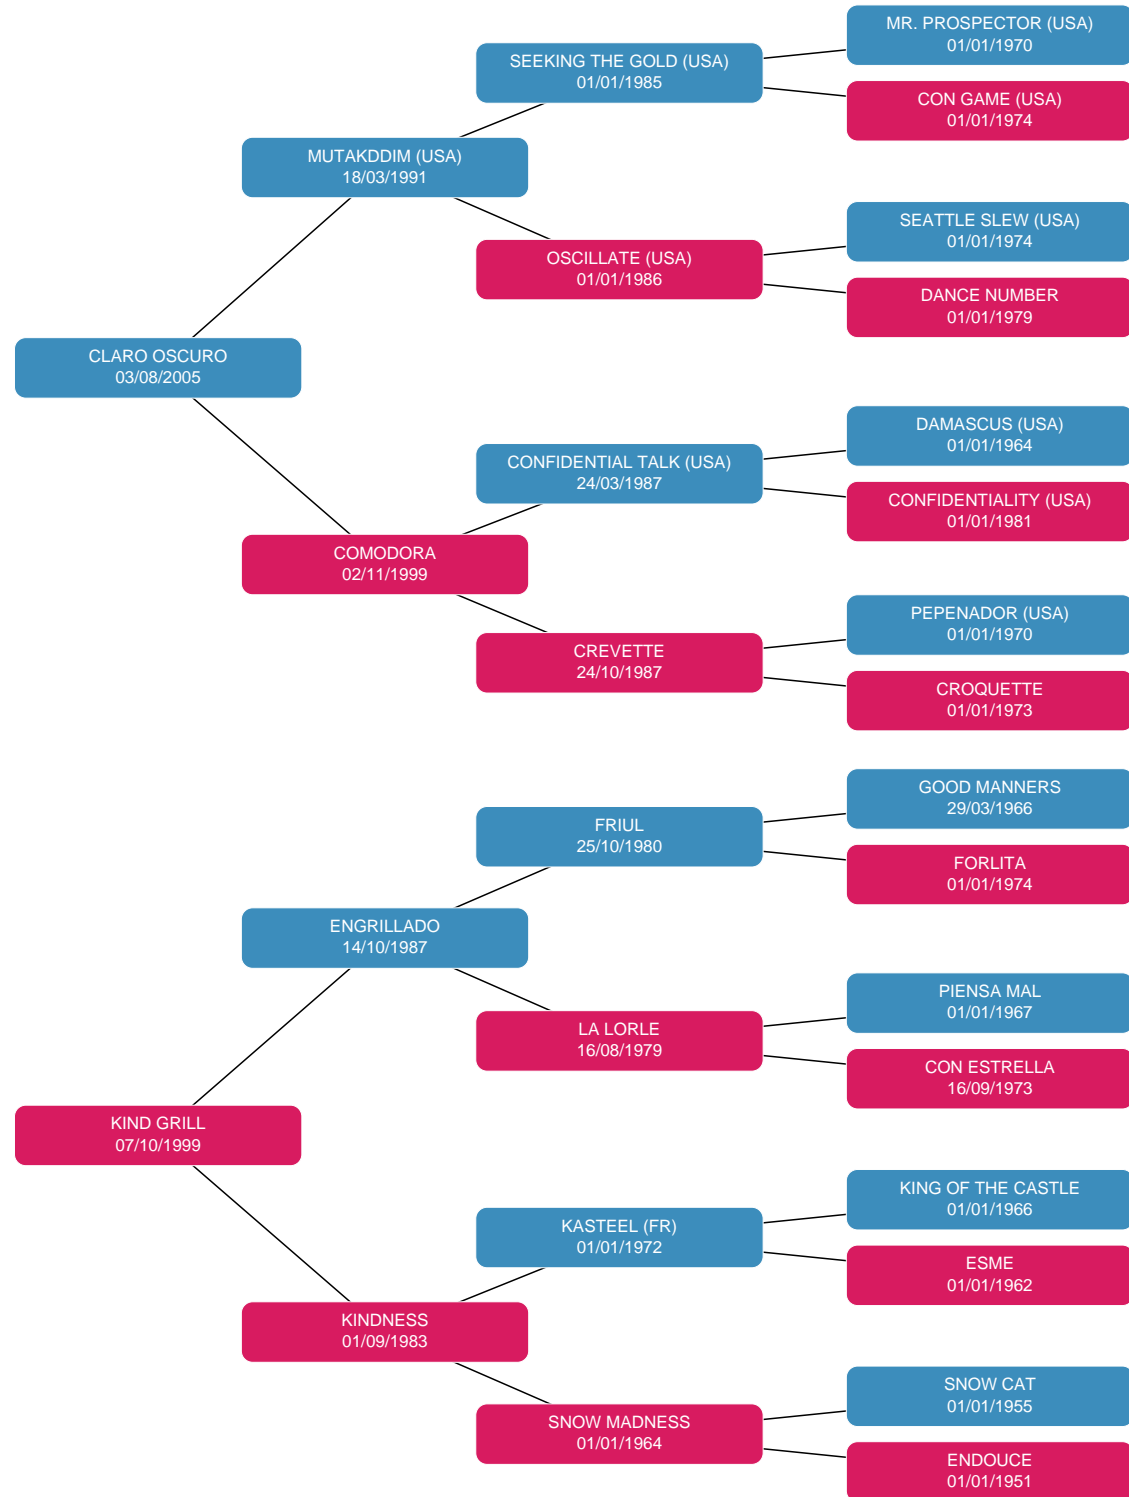 MR. PROSPECTOR (USA)
01/01/1970
SEEKING THE GOLD (USA)
01/01/1985
CON GAME (USA)
01/01/1974
MUTAKDDIM (USA)
18/03/1991
SEATTLE SLEW (USA)
01/01/1974
OSCILLATE (USA)
01/01/1986
DANCE NUMBER
01/01/1979
CLARO OSCURO
03/08/2005
DAMASCUS (USA)
01/01/1964
CONFIDENTIAL TALK (USA)
24/03/1987
CONFIDENTIALITY (USA)
01/01/1981
COMODORA
02/11/1999
PEPENADOR (USA)
01/01/1970
CREVETTE
24/10/1987
CROQUETTE
01/01/1973
GOOD MANNERS
29/03/1966
FRIUL
25/10/1980
FORLITA
01/01/1974
ENGRILLADO
14/10/1987
PIENSA MAL
01/01/1967
LA LORLE
16/08/1979
CON ESTRELLA
16/09/1973
KIND GRILL
07/10/1999
KING OF THE CASTLE
01/01/1966
KASTEEL (FR)
01/01/1972
ESME
01/01/1962
KINDNESS
01/09/1983
SNOW CAT
01/01/1955
SNOW MADNESS
01/01/1964
ENDOUCE
01/01/1951